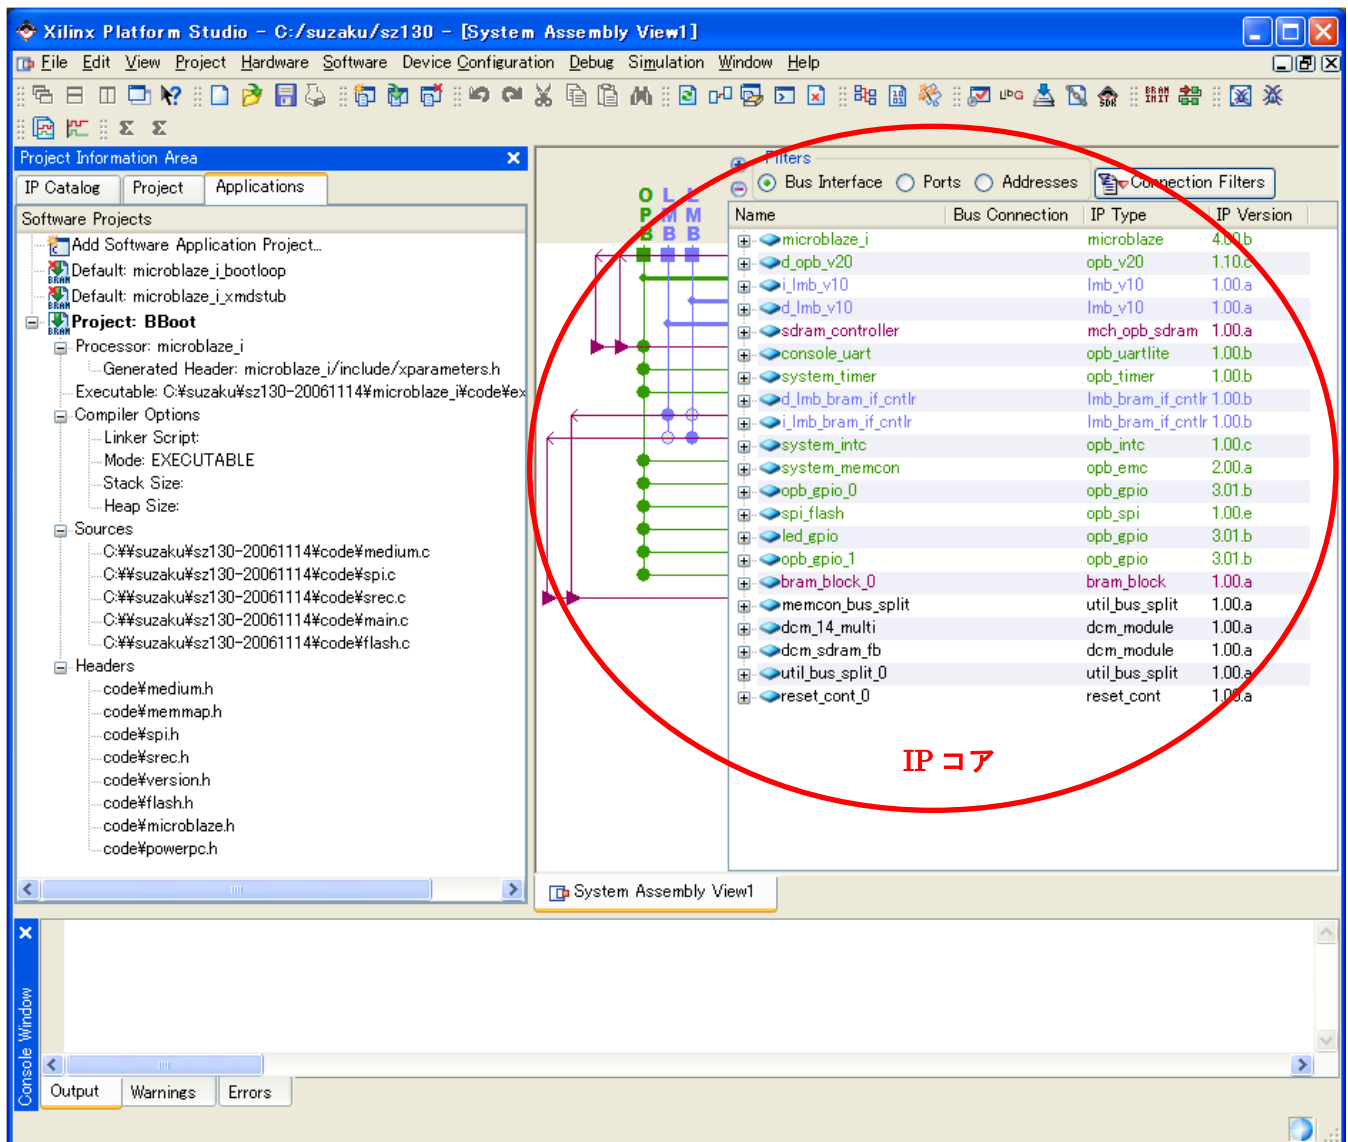 Xilinx Platform Studio - C:/suzaku/sz130 - [System Assembly View1]
File Edit View Project Hardware Software Device Configuration Debug Simulation Window Help
Project Information Area
IP Catalog Project Applications
Software Projects
Add Software Application Project...
Default: microblaze_i_bootloop
Default: microblaze_i_xmdstub
Project: BBoot
Processor: microblaze_i
Generated Header: microblaze_i/include/xparameters.h
Executable: C:¥suzaku¥sz130-20061114¥microblaze_i¥code¥ex
Compiler Options
Linker Script:
Mode: EXECUTABLE
Stack Size:
Heap Size:
Sources
C:¥¥suzaku¥sz130-20061114¥code¥medium.c
C:¥¥suzaku¥sz130-20061114¥code¥spi.c
C:¥¥suzaku¥sz130-20061114¥code¥srec.c
C:¥¥suzaku¥sz130-20061114¥code¥main.c
C:¥¥suzaku¥sz130-20061114¥code¥flash.c
Headers
code¥medium.h
code¥memmap.h
code¥spi.h
code¥srec.h
code¥version.h
code¥flash.h
code¥microblaze.h
code¥powerpc.h
OPB LMB LMB
Filters
Bus Interface Ports Addresses Connection Filters
Name Bus Connection IP Type IP Version
microblaze_i microblaze 4.00.b
d_opb_v20 opb_v20 1.10.c
i_lmb_v10 lmb_v10 1.00.a
d_lmb_v10 lmb_v10 1.00.a
sdram_controller mch_opb_sdram 1.00.a
console_uart opb_uartlite 1.00.b
system_timer opb_timer 1.00.b
d_lmb_bram_if_cntlr lmb_bram_if_cntlr 1.00.b
i_lmb_bram_if_cntlr lmb_bram_if_cntlr 1.00.b
system_intc opb_intc 1.00.c
system_memcon opb_emc 2.00.a
opb_gpio_0 opb_gpio 3.01.b
spi_flash opb_spi 1.00.e
led_gpio opb_gpio 3.01.b
opb_gpio_1 opb_gpio 3.01.b
bram_block_0 bram_block 1.00.a
memcon_bus_split util_bus_split 1.00.a
dcm_14_multi dcm_module 1.00.a
dcm_sdram_fb dcm_module 1.00.a
util_bus_split_0 util_bus_split 1.00.a
reset_cont_0 reset_cont 1.00.a
IP コア
System Assembly View1
Console Window
Output Warnings Errors